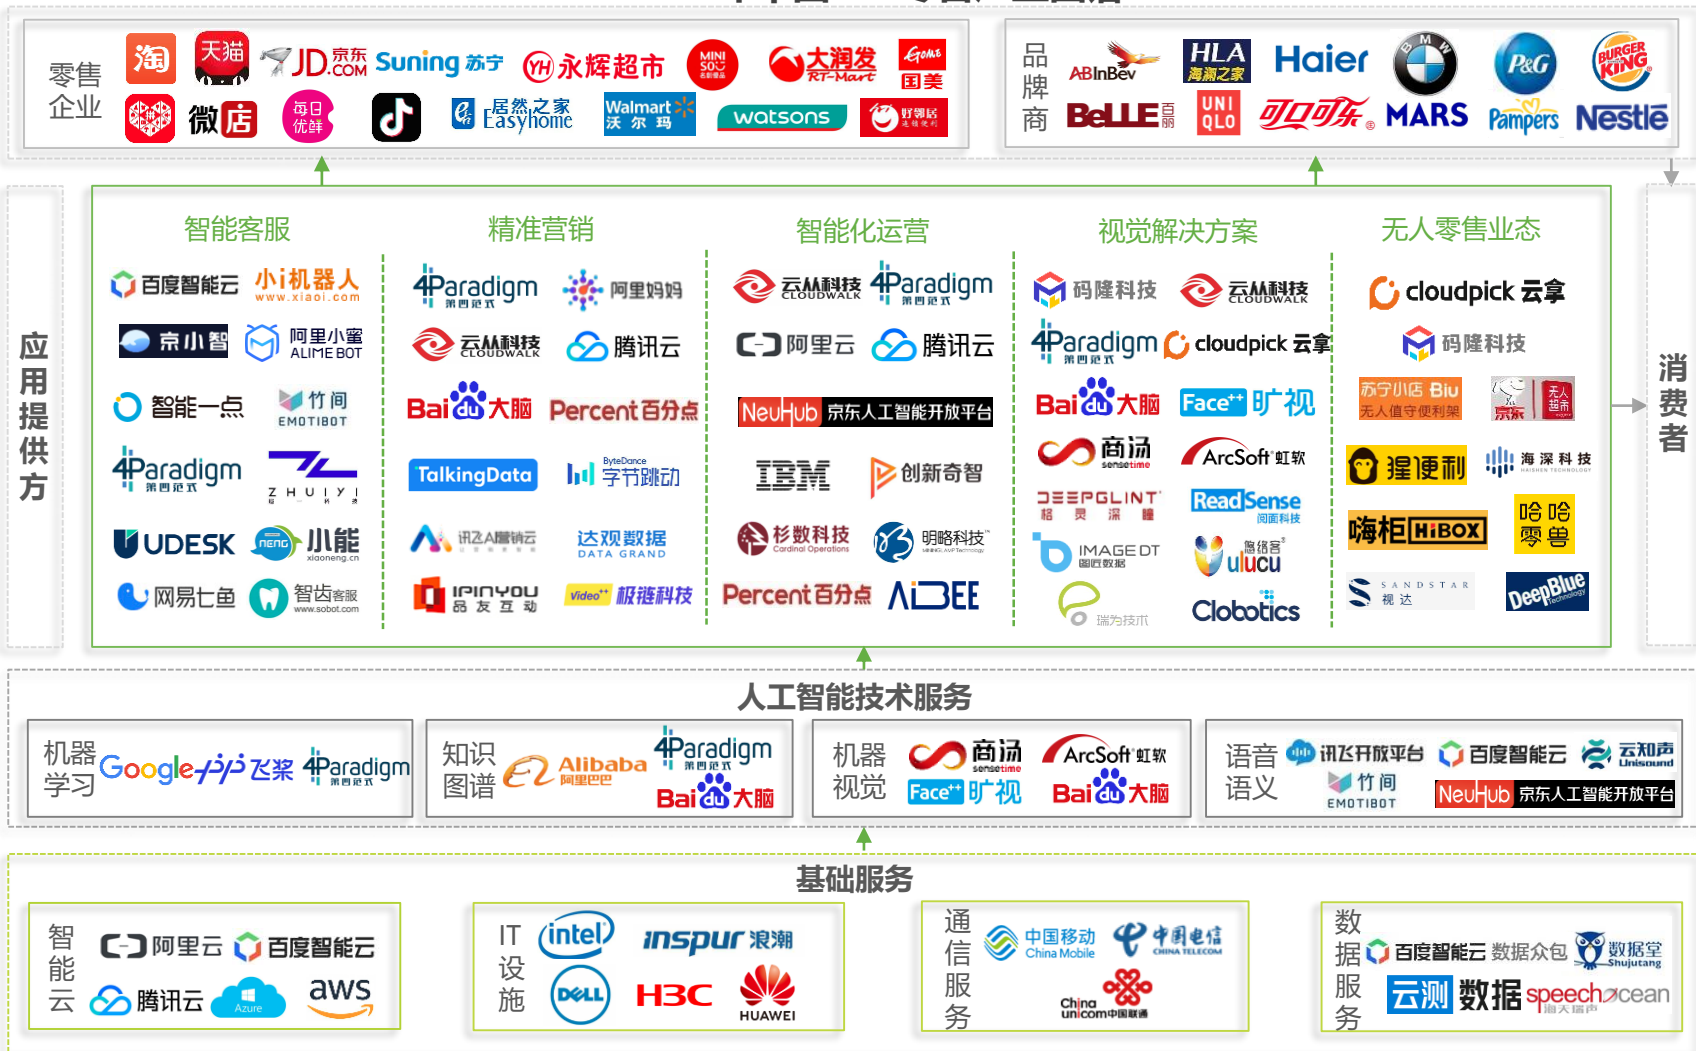 零售企业
淘
天猫
JD.COM 京东
Suning 苏宁
YH 永辉超市
MINISO 名创优品
大润发 RT-Mart
GOME 国美
微店
每日优鲜
居然之家 Easyhome
Walmart 沃尔玛
watsons
好邻居
品牌商
ABInBev
HLA 海澜之家
Haier
BMW
P&G
BURGER KING
BeLLE 百丽
UNIQLO
可口可乐
MARS
Pampers
Nestlé
应用提供方
消费者
智能客服
百度智能云
小i机器人 www.xiaoi.com
京小智
阿里小蜜 ALIME BOT
智能一点
竹间 EMOTIBOT
4Paradigm 第四范式
ZHUIYI
UDESK
NENG 小能 xiaoneng.cn
网易七鱼
智齿客服 www.sobot.com
精准营销
4Paradigm 第四范式
阿里妈妈
云从科技 CLOUDWALK
腾讯云
Baidu大脑
Percent百分点
TalkingData
ByteDance 字节跳动
讯飞AI营销云
达观数据 DATA GRAND
IPINYOU 品友互动
Video++ 极链科技
智能化运营
云从科技 CLOUDWALK
4Paradigm 第四范式
阿里云
腾讯云
NeuHub 京东人工智能开放平台
IBM
创新奇智
杉数科技 Cardinal Operations
明略科技 MININGLAMP Technology
Percent百分点
AiBEE
视觉解决方案
码隆科技
云从科技 CLOUDWALK
4Paradigm 第四范式
cloudpick 云拿
Baidu大脑
Face++ 旷视
商汤 sensetime
ArcSoft 虹软
DEEPGLINT 格灵深瞳
ReadSense 阅面科技
IMAGE DT 图匠数据
悠络客 ulucu
瑞为技术
Clobotics
无人零售业态
cloudpick 云拿
码隆科技
苏宁小店 Biu 无人值守便利架
京东 无人超市
猩便利
海深科技 HAISHEN TECHNOLOGY
嗨柜 HiBOX
哈哈零兽
SANDSTAR 视达
DeepBlue Technology
人工智能技术服务
机器学习
Google
飞桨
4Paradigm 第四范式
知识图谱
Alibaba 阿里巴巴
4Paradigm 第四范式
Baidu大脑
机器视觉
商汤 sensetime
ArcSoft 虹软
Face++ 旷视
Baidu大脑
语音语义
讯飞开放平台
百度智能云
云知声 Unisound
竹间 EMOTIBOT
NeuHub 京东人工智能开放平台
基础服务
智能云
阿里云
百度智能云
腾讯云
Azure
aws
IT设施
intel
inspur 浪潮
DELL
H3C
HUAWEI
通信服务
中国移动 China Mobile
中国电信 CHINA TELECOM
China unicom中国联通
数据服务
百度智能云 数据众包
数据堂 Shujutang
云测数据
speechocean 海天瑞声